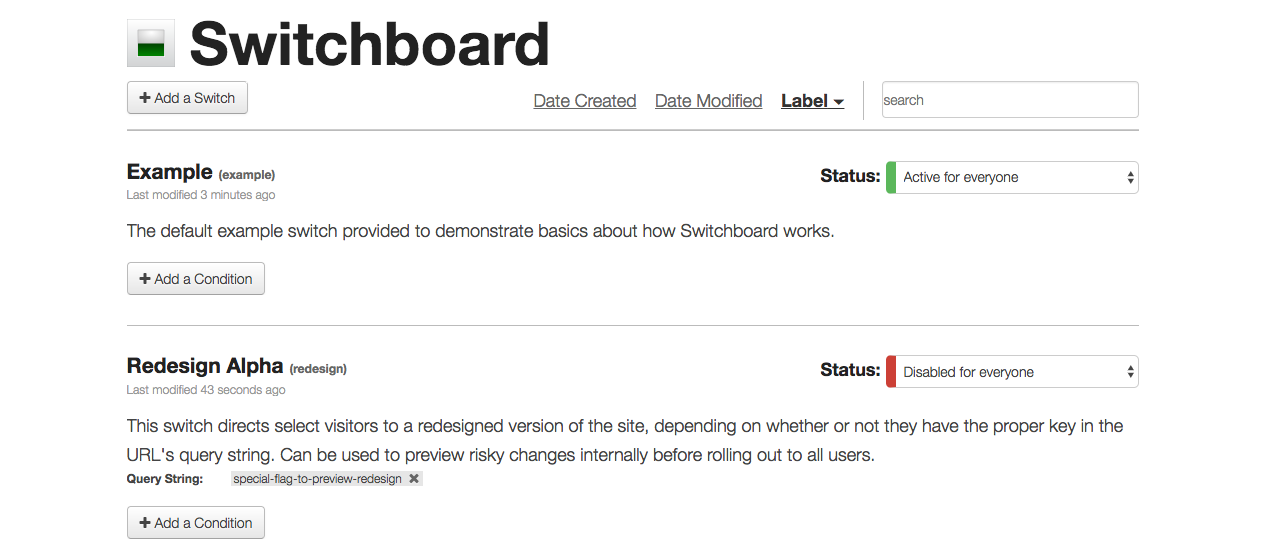 Switchboard
Add a Switch
Date Created Date Modified Label
search
Example (example)
Status: Active for everyone
Last modified 3 minutes ago
The default example switch provided to demonstrate basics about how Switchboard works.
Add a Condition
Redesign Alpha (redesign)
Status: Disabled for everyone
Last modified 43 seconds ago
This switch directs select visitors to a redesigned version of the site, depending on whether or not they have the proper key in the
URL's query string. Can be used to preview risky changes internally before rolling out to all users.
Query String: special-flag-to-preview-redesign
Add a Condition